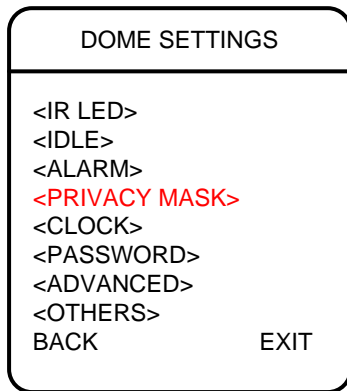 DOME SETTINGS
<IR LED>
<IDLE>
<ALARM>
<PRIVACY MASK>
<CLOCK>
<PASSWORD>
<ADVANCED>
<OTHERS>
BACK EXIT